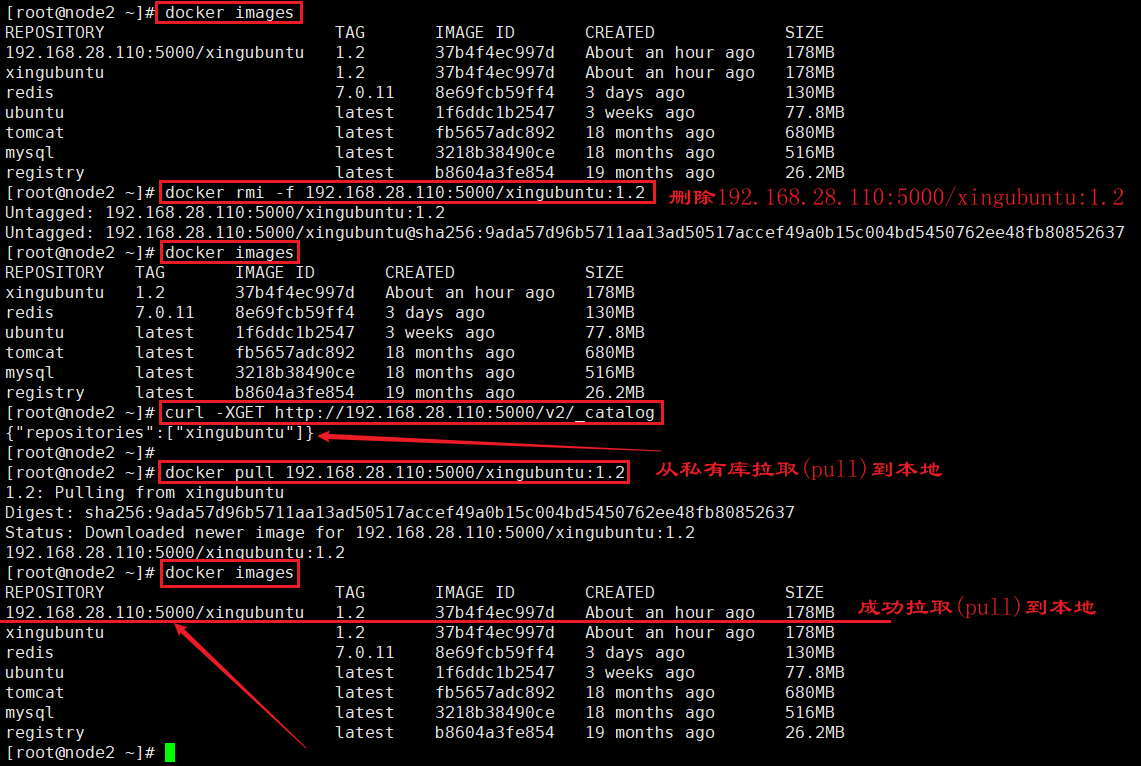 [root@node2 ~]# docker images
REPOSITORY TAG IMAGE ID CREATED SIZE
192.168.28.110:5000/xingubuntu 1.2 37b4f4ec997d About an hour ago 178MB
xingubuntu 1.2 37b4f4ec997d About an hour ago 178MB
redis 7.0.11 8e69fcb59ff4 3 days ago 130MB
ubuntu latest 1f6ddc1b2547 3 weeks ago 77.8MB
tomcat latest fb5657adc892 18 months ago 680MB
mysql latest 3218b38490ce 18 months ago 516MB
registry latest b8604a3fe854 19 months ago 26.2MB
[root@node2 ~]# docker rmi -f 192.168.28.110:5000/xingubuntu:1.2 删除192.168.28.110:5000/xingubuntu:1.2
Untagged: 192.168.28.110:5000/xingubuntu:1.2
Untagged: 192.168.28.110:5000/xingubuntu@sha256:9ada57d96b5711aa13ad50517accef49a0b15c004bd5450762ee48fb80852637
[root@node2 ~]# docker images
REPOSITORY TAG IMAGE ID CREATED SIZE
xingubuntu 1.2 37b4f4ec997d About an hour ago 178MB
redis 7.0.11 8e69fcb59ff4 3 days ago 130MB
ubuntu latest 1f6ddc1b2547 3 weeks ago 77.8MB
tomcat latest fb5657adc892 18 months ago 680MB
mysql latest 3218b38490ce 18 months ago 516MB
registry latest b8604a3fe854 19 months ago 26.2MB
[root@node2 ~]# curl -XGET http://192.168.28.110:5000/v2/_catalog
{"repositories":["xingubuntu"]}
[root@node2 ~]#
[root@node2 ~]# docker pull 192.168.28.110:5000/xingubuntu:1.2 从私有库拉取(pull)到本地
1.2: Pulling from xingubuntu
Digest: sha256:9ada57d96b5711aa13ad50517accef49a0b15c004bd5450762ee48fb80852637
Status: Downloaded newer image for 192.168.28.110:5000/xingubuntu:1.2
192.168.28.110:5000/xingubuntu:1.2
[root@node2 ~]# docker images
REPOSITORY TAG IMAGE ID CREATED SIZE
192.168.28.110:5000/xingubuntu 1.2 37b4f4ec997d About an hour ago 178MB 成功拉取(pull)到本地
xingubuntu 1.2 37b4f4ec997d About an hour ago 178MB
redis 7.0.11 8e69fcb59ff4 3 days ago 130MB
ubuntu latest 1f6ddc1b2547 3 weeks ago 77.8MB
tomcat latest fb5657adc892 18 months ago 680MB
mysql latest 3218b38490ce 18 months ago 516MB
registry latest b8604a3fe854 19 months ago 26.2MB
[root@node2 ~]#